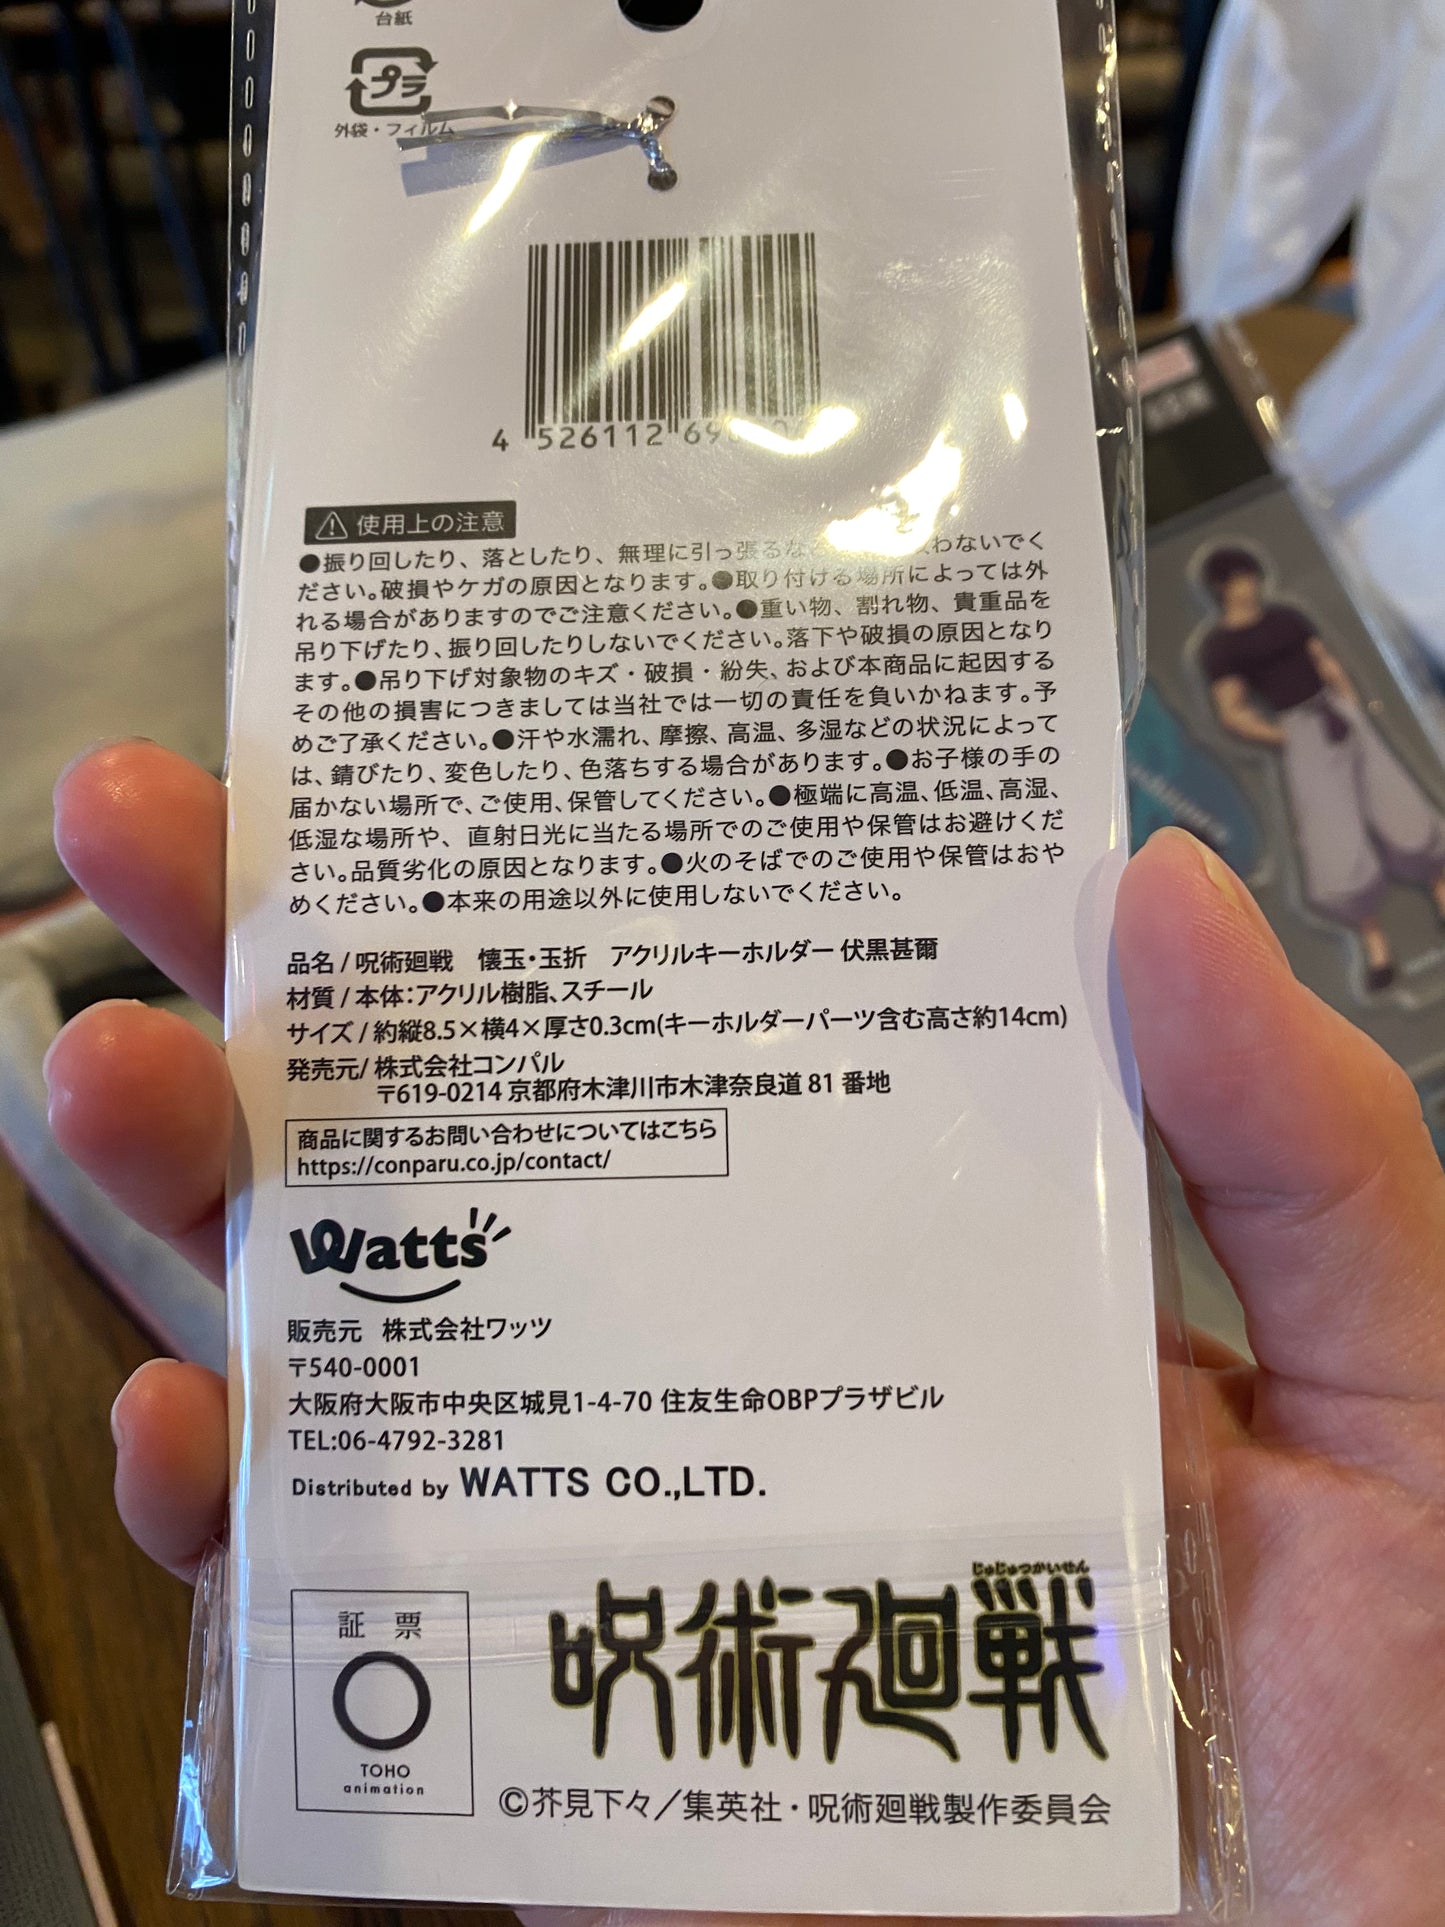 台紙
プラ
外袋・フィルム
4 526112 69
使用上の注意
●振り回したり、落としたり、無理に引っ張るな わないでく
ださい。破損やケガの原因となります。●取り付ける場所によっては外
れる場合がありますのでご注意ください。●重い物、割れ物、貴重品を
吊り下げたり、振り回したりしないでください。落下や破損の原因となり
ます。●吊り下げ対象物のキズ・破損・紛失、および本商品に起因する
その他の損害につきましては当社では一切の責任を負いかねます。予
めご了承ください。●汗や水濡れ、摩擦、高温、多湿などの状況によって
は、錆びたり、変色したり、色落ちする場合があります。●お子様の手の
届かない場所で、ご使用、保管してください。●極端に高温、低温、高湿、
低湿な場所や、直射日光に当たる場所でのご使用や保管はお避けくだ
さい。品質劣化の原因となります。●火のそばでのご使用や保管はおや
めください。●本来の用途以外に使用しないでください。
品名 / 呪術廻戦　懐玉・玉折　アクリルキーホルダー 伏黒甚爾
材質 / 本体：アクリル樹脂、スチール
サイズ / 約縦8.5×横4×厚さ0.3cm(キーホルダーパーツ含む高さ約14cm)
発売元/ 株式会社コンパル
〒619-0214 京都府木津川市木津奈良道 81 番地
商品に関するお問い合わせについてはこちら
https://conparu.co.jp/contact/
Watts
販売元　株式会社ワッツ
〒540-0001
大阪府大阪市中央区城見1-4-70 住友生命OBPプラザビル
TEL:06-4792-3281
Distributed by WATTS CO.,LTD.
証 票
TOHO
animation
じゅじゅつかいせん
呪術廻戦
©芥見下々／集英社・呪術廻戦製作委員会